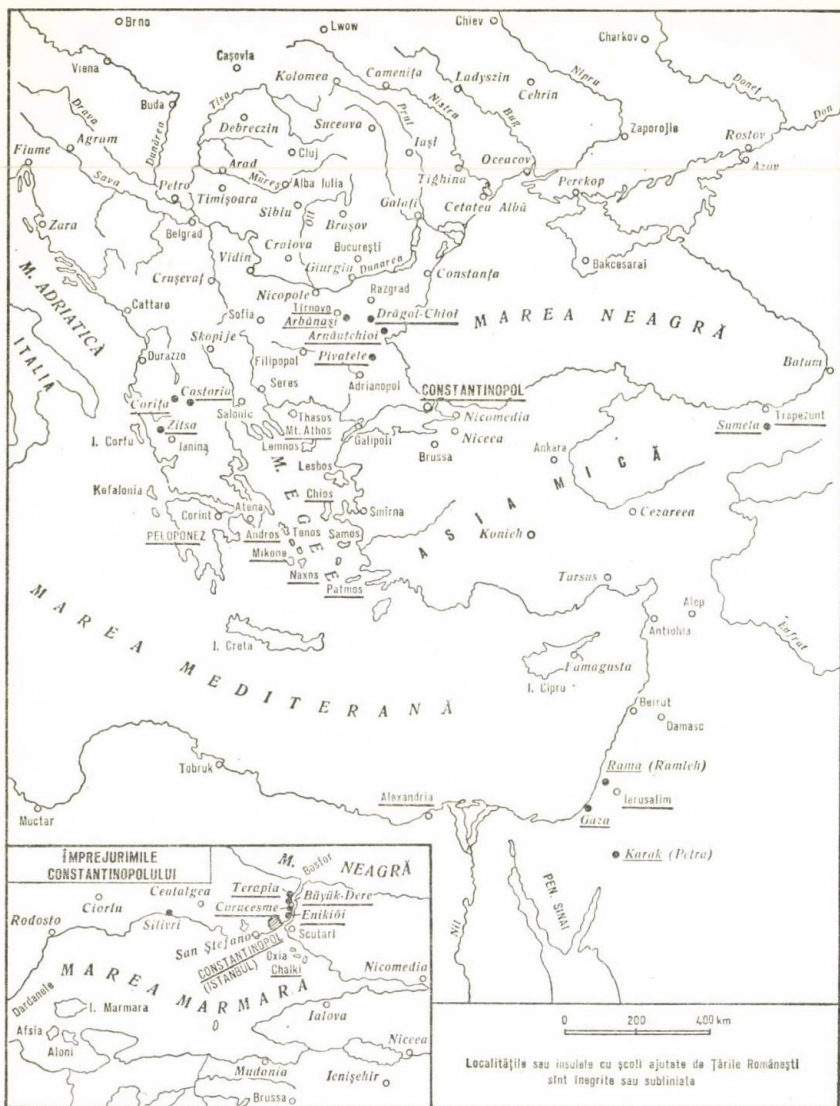 Brno
Lwow
Chiev
Charkov
Viena
Cașovia
Kolomea
Camenița
Ladyszin
Cehrin
Nipru
Doneț
Don
Drava
Buda
Tisa
Debreczin
Suceava
Prut
Nistru
Bug
Zaporojie
Rostov
Agram
Dunărea
Cluj
Iași
Oceacov
Azov
Fiume
Arad
Mureș
Alba Iulia
Tighina
Perekop
Sava
Petro
Timișoara
Sibiu
Olt
Brașov
Galați
Cetatea Albă
Zara
Belgrad
Craiova
București
Vidin
Giurgiu
Dunărea
Constanța
Bakcesarai
M. ADRIATICĂ
Crușevaț
Nicopole
Razgrad
Cattaro
Sofia
Tîrnovo
Arbănași
Drăgoi-Chioi
MAREA NEAGRĂ
ITALIA
Skopije
Arnăutchioi
Durazzo
Filipopol
Pivatele
Batum
Seres
Adrianopol
CONSTANTINOPOL
Corița
Castoria
Salonic
Thasos
Nicomedia
Trapezunt
Zitsa
Mt. Athos
Galipoli
Niceea
Sumela
I. Corfu
Ianina
Lemnos
Brussa
Ankara
Lesbos
M. EGEE
ASIA MICĂ
Kefalonia
Chios
Cezareea
Corint
Atena
Smirna
PELOPONEZ
Andros
Tenos
Samos
Konieh
Mikone
Naxos
Patmos
Tarsus
Alep
Antiohia
Eufrat
I. Creta
Famagusta
I. Cipru
MAREA MEDITERANĂ
Beirut
Damasc
Tobruk
Rama (Ramleh)
Ierusalim
Muctar
Alexandria
Gaza
Karak (Petra)
Nil
PEN. SINAI
ÎMPREJURIMILE
CONSTANTINOPOLULUI
M. NEAGRĂ
Bosfor
Terapia
Ceatalgea
Büyük-Dere
Ciorlu
Curucesme
Rodosto
Silivri
Enikiöi
San Ștefano
Scutari
CONSTANTINOPOL
(ISTANBUL)
Oxia
Chalki
MAREA MARMARA
Nicomedia
Dardanele
I. Marmara
Ialova
Afsia
Aloni
Niceea
Mudania
Ienișehir
Brussa
0 200 400 km
Localitățile sau insulele cu școli ajutate de Țările Românești
sînt înegrite sau subliniate